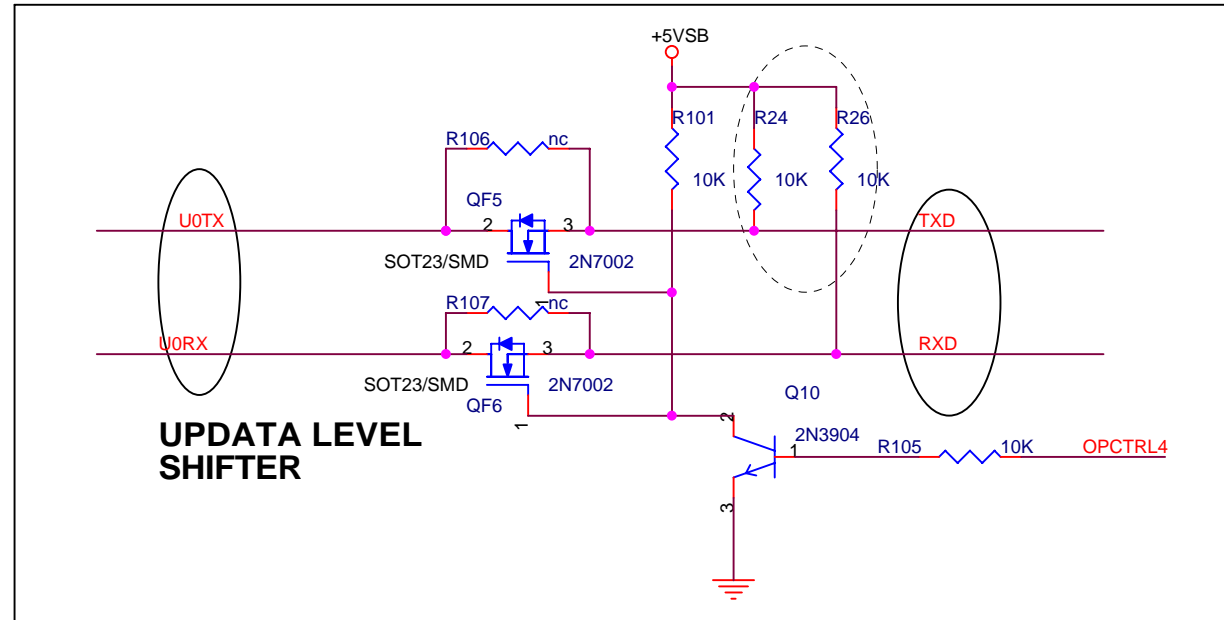 +5VSB
R101 R24 R26
R106 nc
10K 10K 10K
QF5
U0TX 2 3 TXD
SOT23/SMD 2N7002
1
R107 nc
U0RX 2 3 RXD
SOT23/SMD 2N7002
QF6 Q10
1 2
UPDATA LEVEL
SHIFTER
2N3904
1 R105 10K OPCTRL4
3